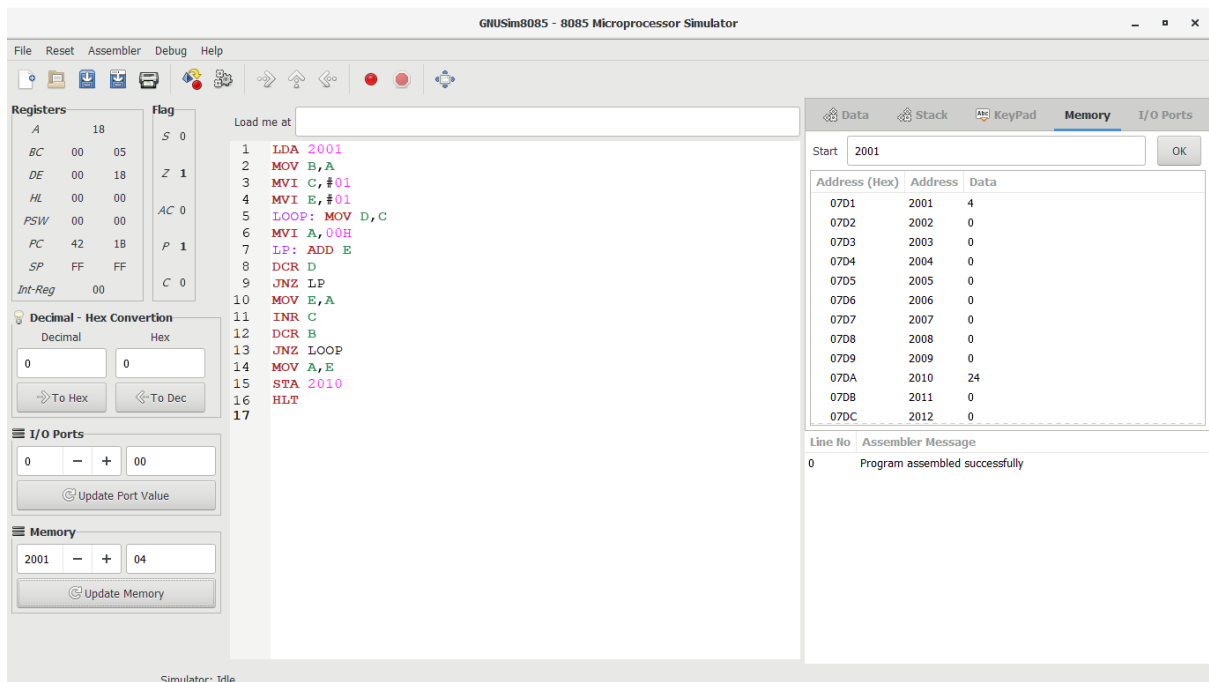 GNUSim8085 - 8085 Microprocessor Simulator
File Reset Assembler Debug Help
Registers
A 18
BC 00 05
DE 00 18
HL 00 00
PSW 00 00
PC 42 1B
SP FF FF
Int-Reg 00
Flag
S 0
Z 1
AC 0
P 1
C 0
Decimal - Hex Convertion
Decimal Hex
0 0
To Hex To Dec
I/O Ports
0 - + 00
Update Port Value
Memory
2001 - + 04
Update Memory
Load me at
1 LDA 2001
2 MOV B,A
3 MVI C,#01
4 MVI E,#01
5 LOOP: MOV D,C
6 MVI A,00H
7 LP: ADD E
8 DCR D
9 JNZ LP
10 MOV E,A
11 INR C
12 DCR B
13 JNZ LOOP
14 MOV A,E
15 STA 2010
16 HLT
17
Data Stack Abc KeyPad Memory I/O Ports
Start 2001 OK
Address (Hex) Address Data
07D1 2001 4
07D2 2002 0
07D3 2003 0
07D4 2004 0
07D5 2005 0
07D6 2006 0
07D7 2007 0
07D8 2008 0
07D9 2009 0
07DA 2010 24
07DB 2011 0
07DC 2012 0
Line No Assembler Message
0 Program assembled successfully
Simulator: Idle